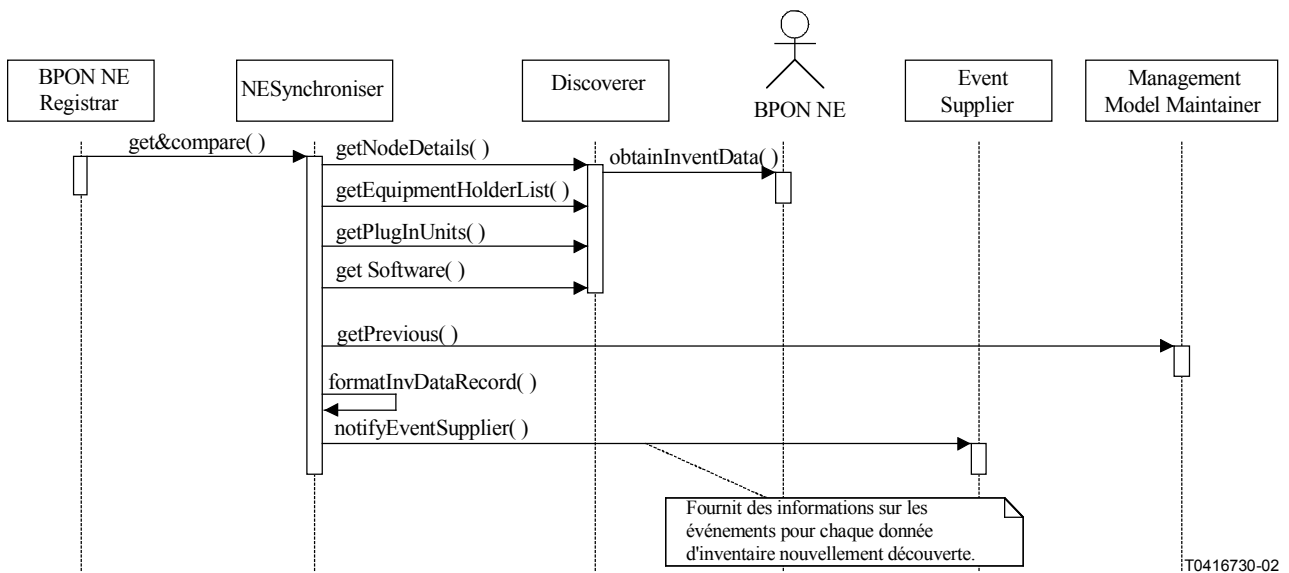 BPON NE
Registrar
NESynchroniser
Discoverer
BPON NE
Event
Supplier
Management
Model Maintainer
get&compare( )
getNodeDetails( )
obtainInventData( )
getEquipmentHolderList( )
getPlugInUnits( )
get Software( )
getPrevious( )
formatInvDataRecord( )
notifyEventSupplier( )
Fournit des informations sur les
événements pour chaque donnée
d'inventaire nouvellement découverte.
T0416730-02